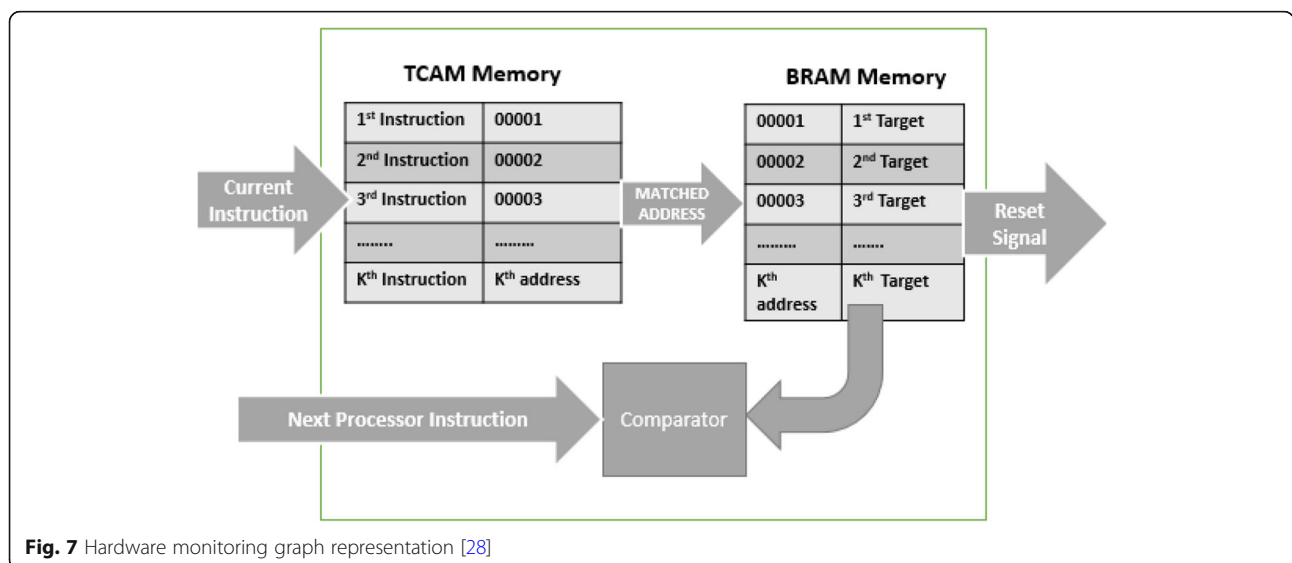 TCAM Memory
BRAM Memory
1st Instruction 00001
2nd Instruction 00002
3rd Instruction 00003
........ .........
Kth Instruction Kth address
00001 1st Target
00002 2nd Target
00003 3rd Target
......... .......
Kth
address
Kth Target
Current
Instruction
MATCHED
ADDRESS
Reset
Signal
Next Processor Instruction
Comparator
Fig. 7 Hardware monitoring graph representation [28]